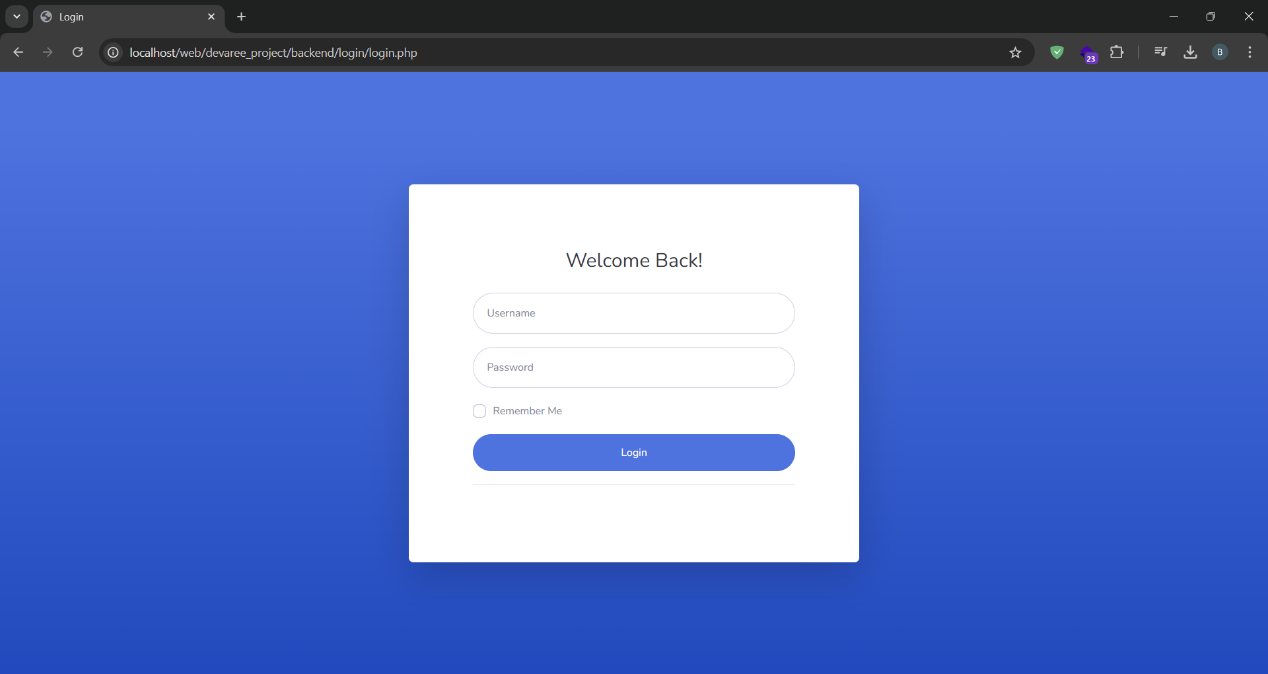 Login
localhost/web/devaree_project/backend/login/login.php
23
B
Welcome Back!
Username
Password
Remember Me
Login